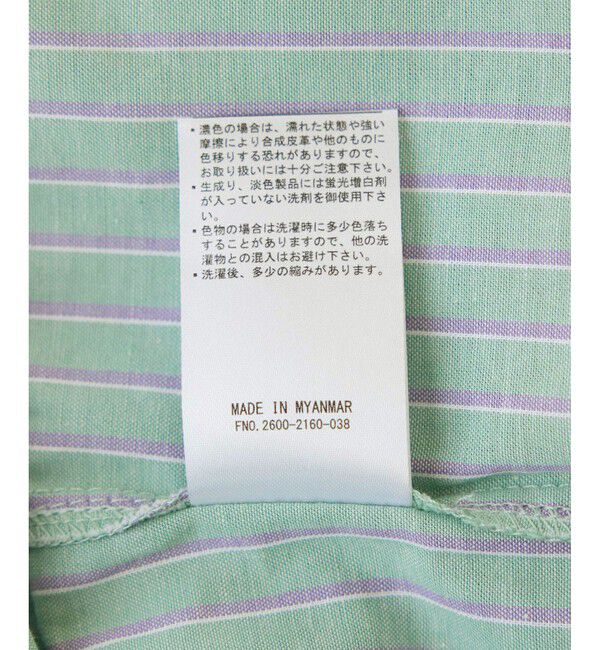 ・濃色の場合は、濡れた状態や強い
摩擦により合成皮革や他のものに
色移りする恐れがありますので、
お取り扱いには十分ご注意下さい。
・生成り、淡色製品には蛍光増白剤
が入っていない洗剤を御使用下さ
い。
・色物の場合は洗濯時に多少色落ち
することがありますので、他の洗
濯物との混入はお避け下さい。
・洗濯後、多少の縮みがあります。
MADE IN MYANMAR
FNO.2600-2160-038